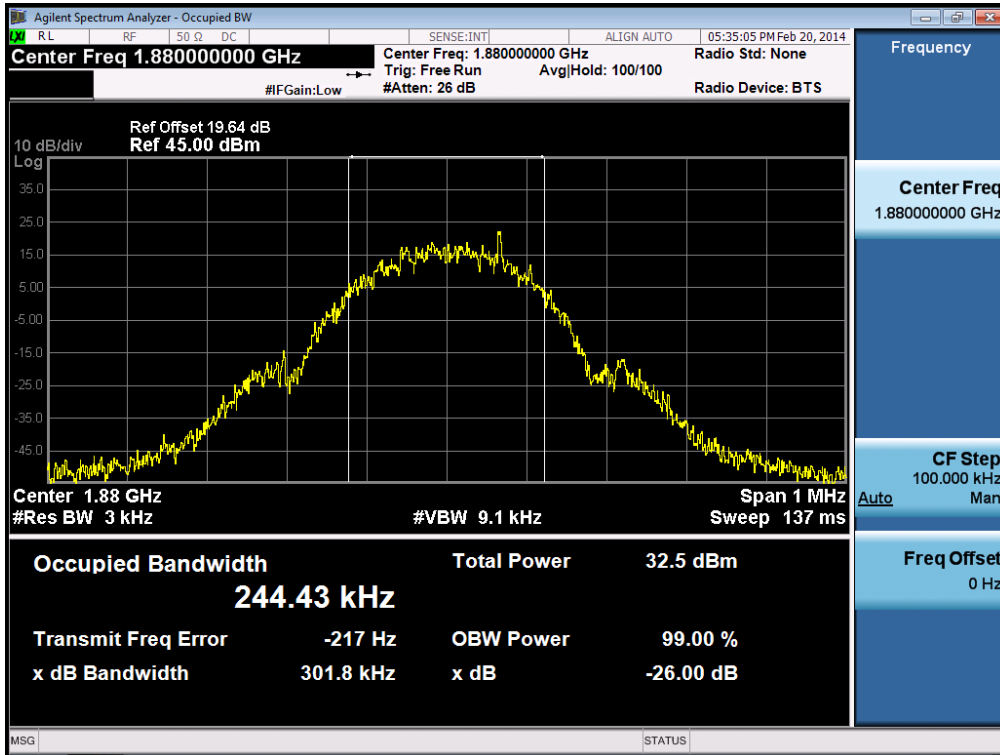 Agilent Spectrum Analyzer - Occupied BW
LXI RL RF 50 Ω DC SENSE:INT ALIGN AUTO 05:35:05 PM Feb 20, 2014
Center Freq 1.880000000 GHz
Center Freq: 1.880000000 GHz Radio Std: None
Trig: Free Run Avg|Hold: 100/100
#IFGain:Low #Atten: 26 dB Radio Device: BTS
Ref Offset 19.64 dB
10 dB/div Ref 45.00 dBm
Log
35.0
25.0
15.0
5.00
-5.00
-15.0
-25.0
-35.0
-45.0
Center 1.88 GHz Span 1 MHz
#Res BW 3 kHz #VBW 9.1 kHz Sweep 137 ms
Occupied Bandwidth Total Power 32.5 dBm
244.43 kHz
Transmit Freq Error -217 Hz OBW Power 99.00 %
x dB Bandwidth 301.8 kHz x dB -26.00 dB
MSG STATUS
Frequency
Center Freq
1.880000000 GHz
CF Step
100.000 kHz
Auto Man
Freq Offset
0 Hz